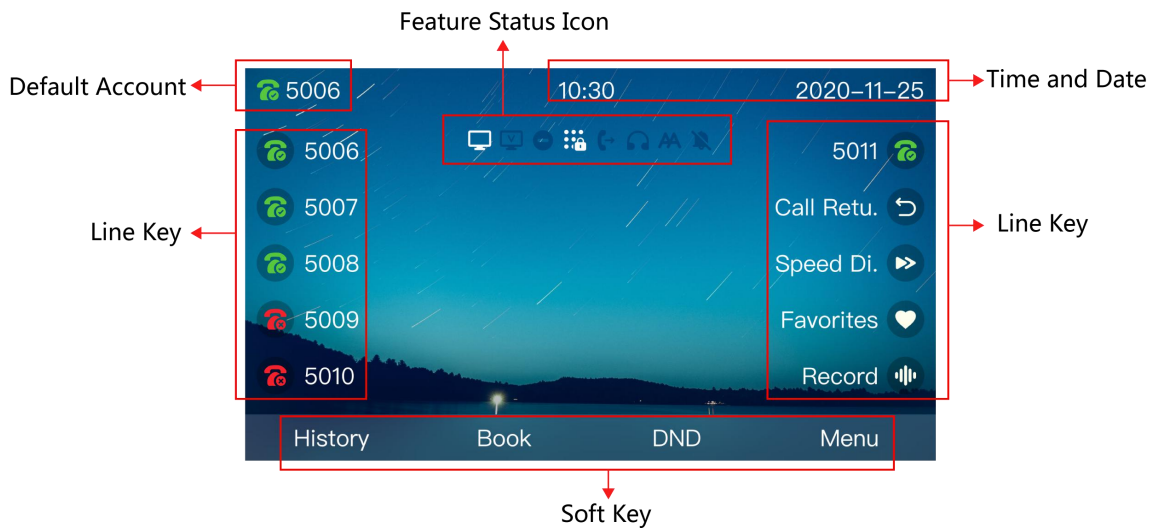 Feature Status Icon
Default Account
5006
10:30
2020-11-25
Time and Date
5006
5011
5007
Call Retu.
Line Key
Line Key
5008
Speed Di.
5009
Favorites
5010
Record
History
Book
DND
Menu
Soft Key